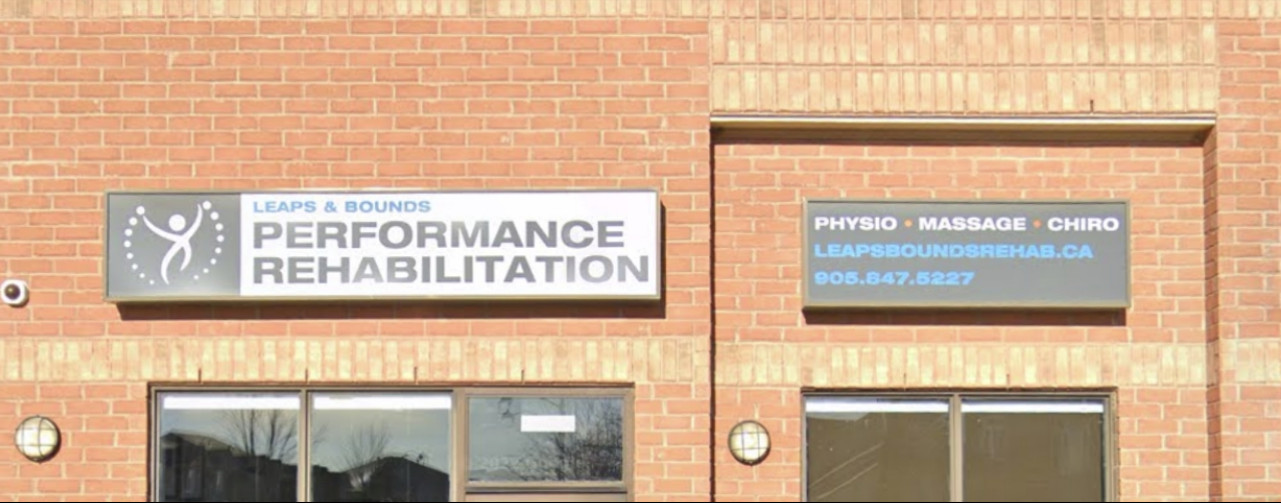 LEAPS & BOUNDS
PERFORMANCE
REHABILITATION
PHYSIO • MASSAGE • CHIRO
LEAPSBOUNDSREHAB.CA
905.847.5227